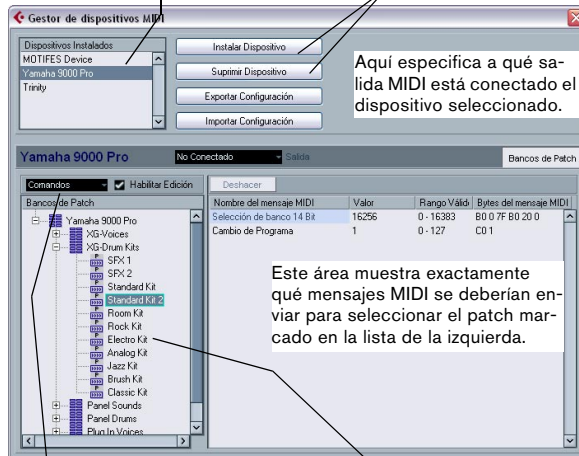 Gestor de dispositivos MIDI
Dispositivos Instalados
MOTIFES Device
Yamaha 9000 Pro
Trinity
Instalar Dispositivo
Suprimir Dispositivo
Exportar Configuración
Importar Configuración
Aquí especifica a qué sa-
lida MIDI está conectado el
dispositivo seleccionado.
Yamaha 9000 Pro
No Conectado
Salida
Bancos de Patch
Comandos
Habilitar Edición
Deshacer
Bancos de Patch
Nombre del mensaje MIDI
Valor
Rango Válid
Bytes del mensaje MIDI
Selección de banco 14 Bit
16256
0 - 16383
B0 0 7F B0 20 0
Cambio de Programa
1
0 - 127
C0 1
Yamaha 9000 Pro
XG-Voices
XG-Drum Kits
SFX 1
SFX 2
Standard Kit
Standard Kit 2
Room Kit
Rock Kit
Electro Kit
Analog Kit
Jazz Kit
Brush Kit
Classic Kit
Panel Sounds
Panel Drums
Plug In Voices
Este área muestra exactamente
qué mensajes MIDI se deberían en-
viar para seleccionar el patch mar-
cado en la lista de la izquierda.